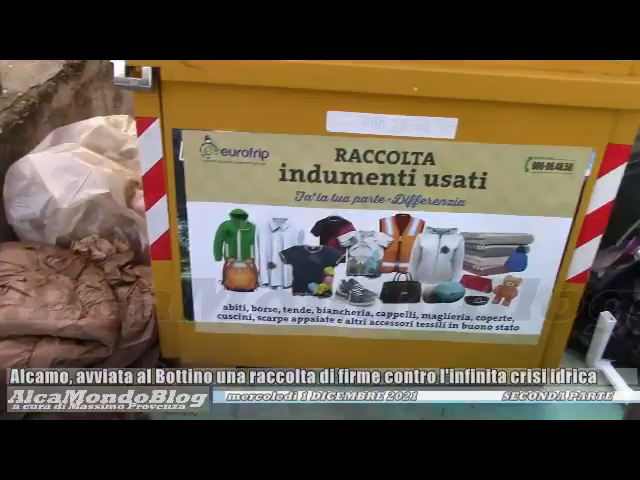 eurofrip
RACCOLTA
indumenti usati
Fa' la tua parte - Differenzia
abiti, borse, tende, biancheria, cappelli, maglieria, coperte,
cuscini, scarpe appaiate e altri accessori tessili in buono stato
Alcamo, avviata al Bottino una raccolta di firme contro l'infinita crisi idrica
AlcaMondoBlog
a cura di Massimo Provenza
mercoledì 1 DICEMBRE 2021
SECONDA PARTE